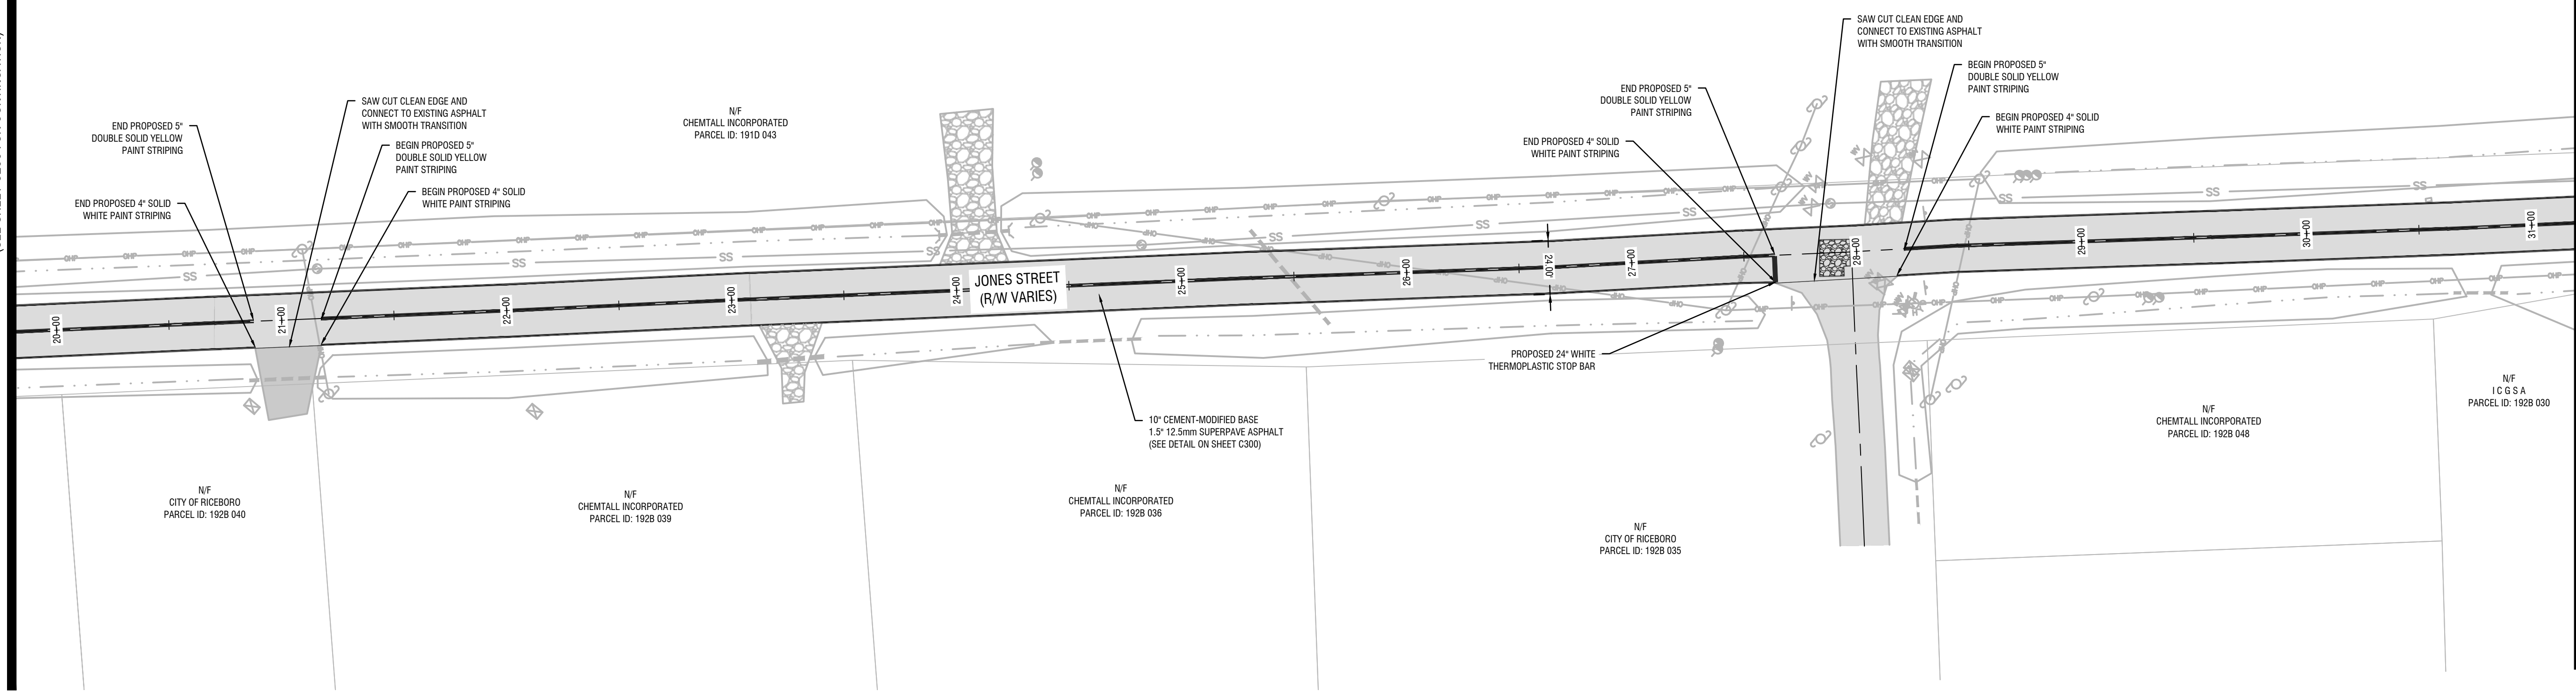 SAW CUT CLEAN EDGE AND
CONNECT TO EXISTING ASPHALT
WITH SMOOTH TRANSITION
BEGIN PROPOSED 5"
DOUBLE SOLID YELLOW
PAINT STRIPING
END PROPOSED 5"
DOUBLE SOLID YELLOW
PAINT STRIPING
SAW CUT CLEAN EDGE AND
CONNECT TO EXISTING ASPHALT
WITH SMOOTH TRANSITION
N/F
CHEMTALL INCORPORATED
PARCEL ID: 191D 043
BEGIN PROPOSED 4" SOLID
WHITE PAINT STRIPING
END PROPOSED 5"
DOUBLE SOLID YELLOW
PAINT STRIPING
END PROPOSED 4" SOLID
WHITE PAINT STRIPING
BEGIN PROPOSED 5"
DOUBLE SOLID YELLOW
PAINT STRIPING
BEGIN PROPOSED 4" SOLID
WHITE PAINT STRIPING
END PROPOSED 4" SOLID
WHITE PAINT STRIPING
OHP
SS
SS
SS
SS
SS
SS
SS
SS
SS
SS
20+00
21+00
22+00
23+00
24+00
JONES STREET
(R/W VARIES)
25+00
26+00
24.00'
27+00
28+00
29+00
30+00
31+00
PROPOSED 24" WHITE
THERMOPLASTIC STOP BAR
10" CEMENT-MODIFIED BASE
1.5" 12.5mm SUPERPAVE ASPHALT
(SEE DETAIL ON SHEET C300)
N/F
I C G S A
PARCEL ID: 192B 030
N/F
CHEMTALL INCORPORATED
PARCEL ID: 192B 048
N/F
CITY OF RICEBORO
PARCEL ID: 192B 040
N/F
CHEMTALL INCORPORATED
PARCEL ID: 192B 039
N/F
CHEMTALL INCORPORATED
PARCEL ID: 192B 036
N/F
CITY OF RICEBORO
PARCEL ID: 192B 035